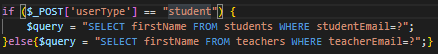 if ($_POST['userType'] == "student") {
$query = "SELECT firstName FROM students WHERE studentEmail=?";
}else{$query = "SELECT firstName FROM teachers WHERE teacherEmail=?";}